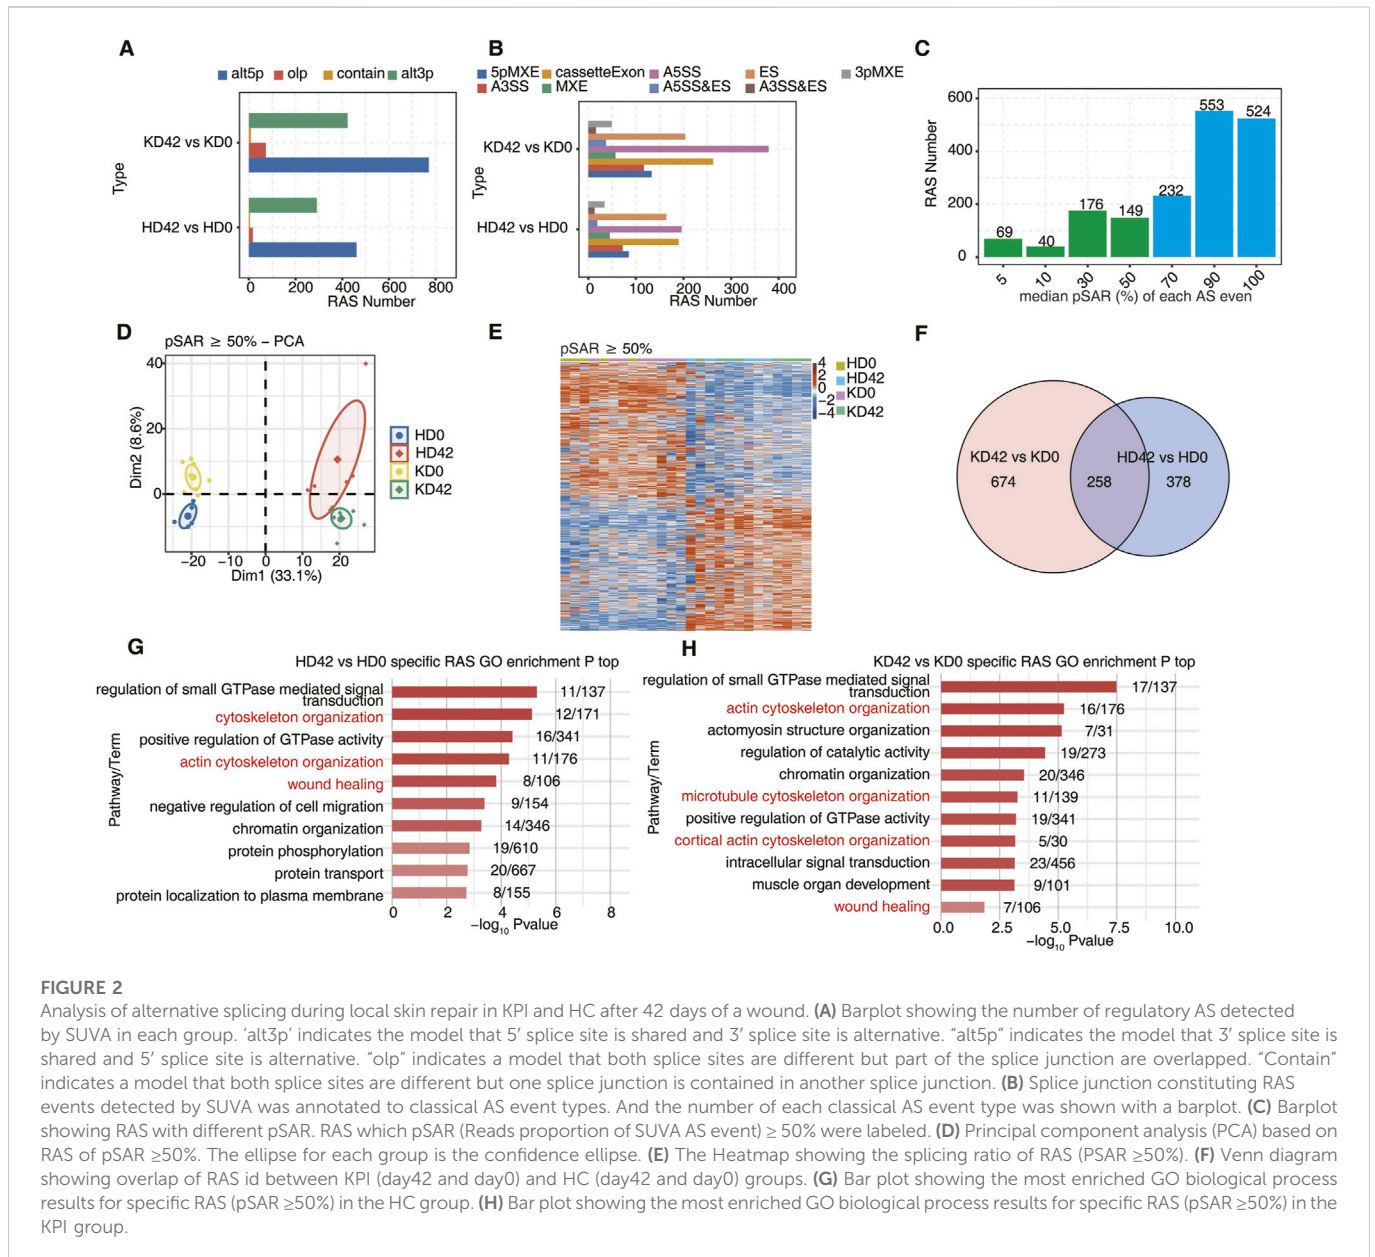 A
alt5p olp contain alt3p
KD42 vs KD0
HD42 vs HD0
Type
0 200 400 600 800
RAS Number
B
5pMXE cassetteExon A5SS ES 3pMXE
A3SS MXE A5SS&ES A3SS&ES
KD42 vs KD0
HD42 vs HD0
Type
0 100 200 300 400
RAS Number
C
RAS Number
600
400
200
0
69 40 176 149 232 553 524
5 10 30 50 70 90 100
median pSAR (%) of each AS even
D
pSAR ≥ 50% – PCA
Dim2 (8.6%)
40
20
0
−20 −10 0 10 20
Dim1 (33.1%)
HD0
HD42
KD0
KD42
E
pSAR ≥ 50%
4
2
0
−2
−4
HD0
HD42
KD0
KD42
F
KD42 vs KD0
HD42 vs HD0
674
258
378
G
HD42 vs HD0 specific RAS GO enrichment P top
Pathway/Term
regulation of small GTPase mediated signal
transduction
11/137
cytoskeleton organization 12/171
positive regulation of GTPase activity 16/341
actin cytoskeleton organization 11/176
wound healing 8/106
negative regulation of cell migration 9/154
chromatin organization 14/346
protein phosphorylation 19/610
protein transport 20/667
protein localization to plasma membrane 8/155
0 2 4 6 8
−log10 Pvalue
H
KD42 vs KD0 specific RAS GO enrichment P top
Pathway/Term
regulation of small GTPase mediated signal
transduction
17/137
actin cytoskeleton organization 16/176
actomyosin structure organization 7/31
regulation of catalytic activity 19/273
chromatin organization 20/346
microtubule cytoskeleton organization 11/139
positive regulation of GTPase activity 19/341
cortical actin cytoskeleton organization 5/30
intracellular signal transduction 23/456
muscle organ development 9/101
wound healing 7/106
0.0 2.5 5.0 7.5 10.0
−log10 Pvalue
FIGURE 2
Analysis of alternative splicing during local skin repair in KPI and HC after 42 days of a wound. (A) Barplot showing the number of regulatory AS detected
by SUVA in each group. ‘alt3p’ indicates the model that 5′ splice site is shared and 3′ splice site is alternative. “alt5p” indicates the model that 3′ splice site is
shared and 5′ splice site is alternative. “olp” indicates a model that both splice sites are different but part of the splice junction are overlapped. “Contain”
indicates a model that both splice sites are different but one splice junction is contained in another splice junction. (B) Splice junction constituting RAS
events detected by SUVA was annotated to classical AS event types. And the number of each classical AS event type was shown with a barplot. (C) Barplot
showing RAS with different pSAR. RAS which pSAR (Reads proportion of SUVA AS event) ≥ 50% were labeled. (D) Principal component analysis (PCA) based on
RAS of pSAR ≥50%. The ellipse for each group is the confidence ellipse. (E) The Heatmap showing the splicing ratio of RAS (PSAR ≥50%). (F) Venn diagram
showing overlap of RAS id between KPI (day42 and day0) and HC (day42 and day0) groups. (G) Bar plot showing the most enriched GO biological process
results for specific RAS (pSAR ≥50%) in the HC group. (H) Bar plot showing the most enriched GO biological process results for specific RAS (pSAR ≥50%) in the
KPI group.